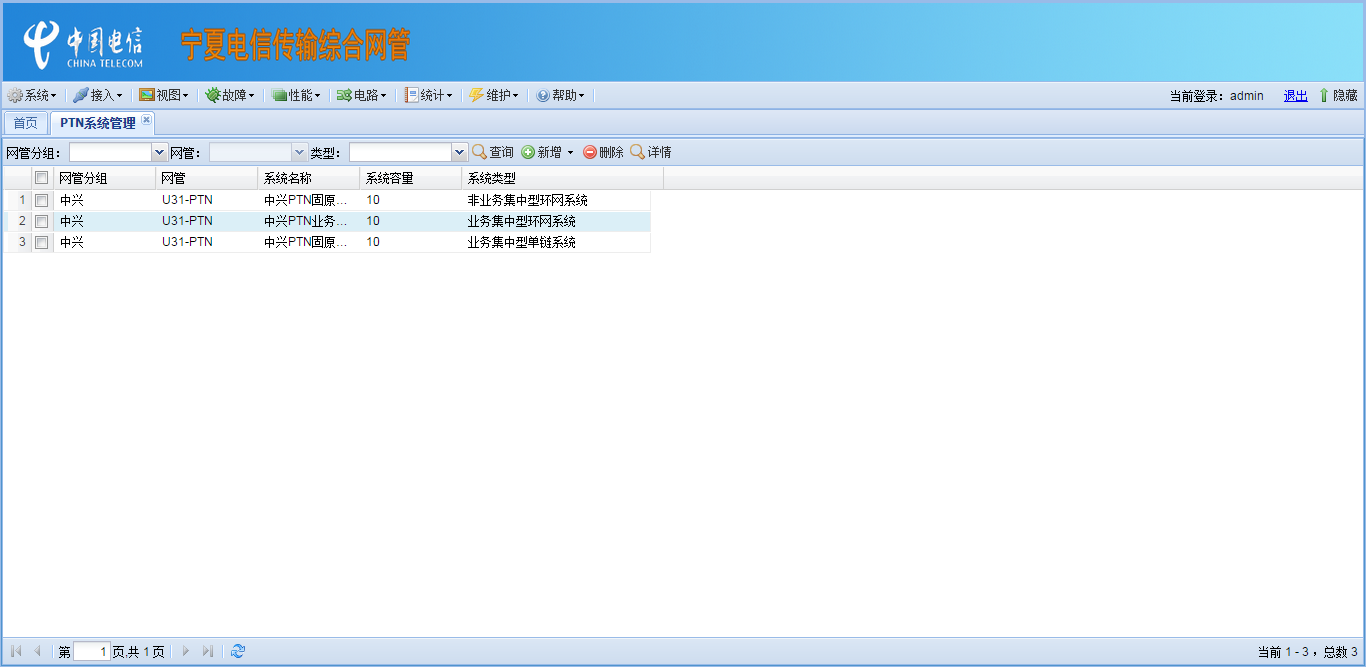 中国电信
CHINA TELECOM
宁夏电信传输综合网管
系统 接入 视图 故障 性能 电路 统计 维护 帮助 当前登录： admin 退出 隐藏
首页 PTN系统管理
网管分组： 网管： 类型： 查询 新增 删除 详情
网管分组 网管 系统名称 系统容量 系统类型
1 中兴 U31-PTN 中兴PTN固原... 10 非业务集中型环网系统
2 中兴 U31-PTN 中兴PTN业务... 10 业务集中型环网系统
3 中兴 U31-PTN 中兴PTN固原... 10 业务集中型单链系统
第 1 页,共 1 页 当前 1 - 3 ，总数 3